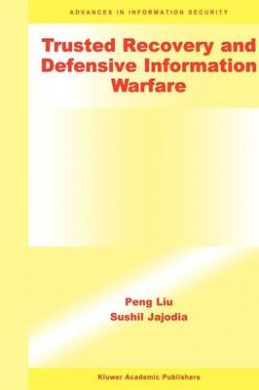 ADVANCES IN INFORMATION SECURITY
Trusted Recovery and
Defensive Information
Warfare
Peng Liu
Sushil Jajodia
Kluwer Academic Publishers